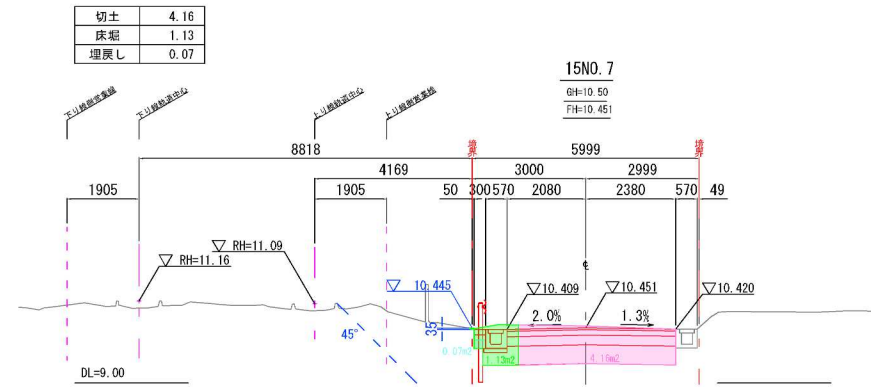 切土 4.16
床堀 1.13
埋戻し 0.07
15NO.7
GH=10.50
FH=10.451
下り線側営業線
下り線軌道中心
上り線軌道中心
上り線側営業線
境界
境界
8818
5999
4169
3000
2999
1905
1905
50
300
570
2080
2380
570
49
RH=11.16
RH=11.09
10.445
10.409
10.451
10.420
2.0%
1.3%
45°
35
0.07m2
1.13m2
4.16m2
DL=9.00